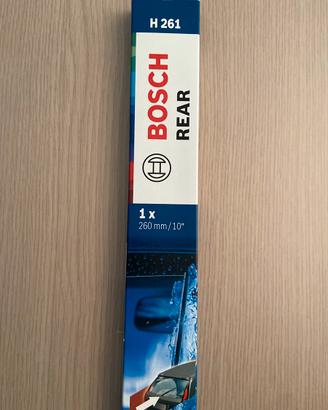 H 261
BOSCH
REAR
1 x
260 mm / 10"